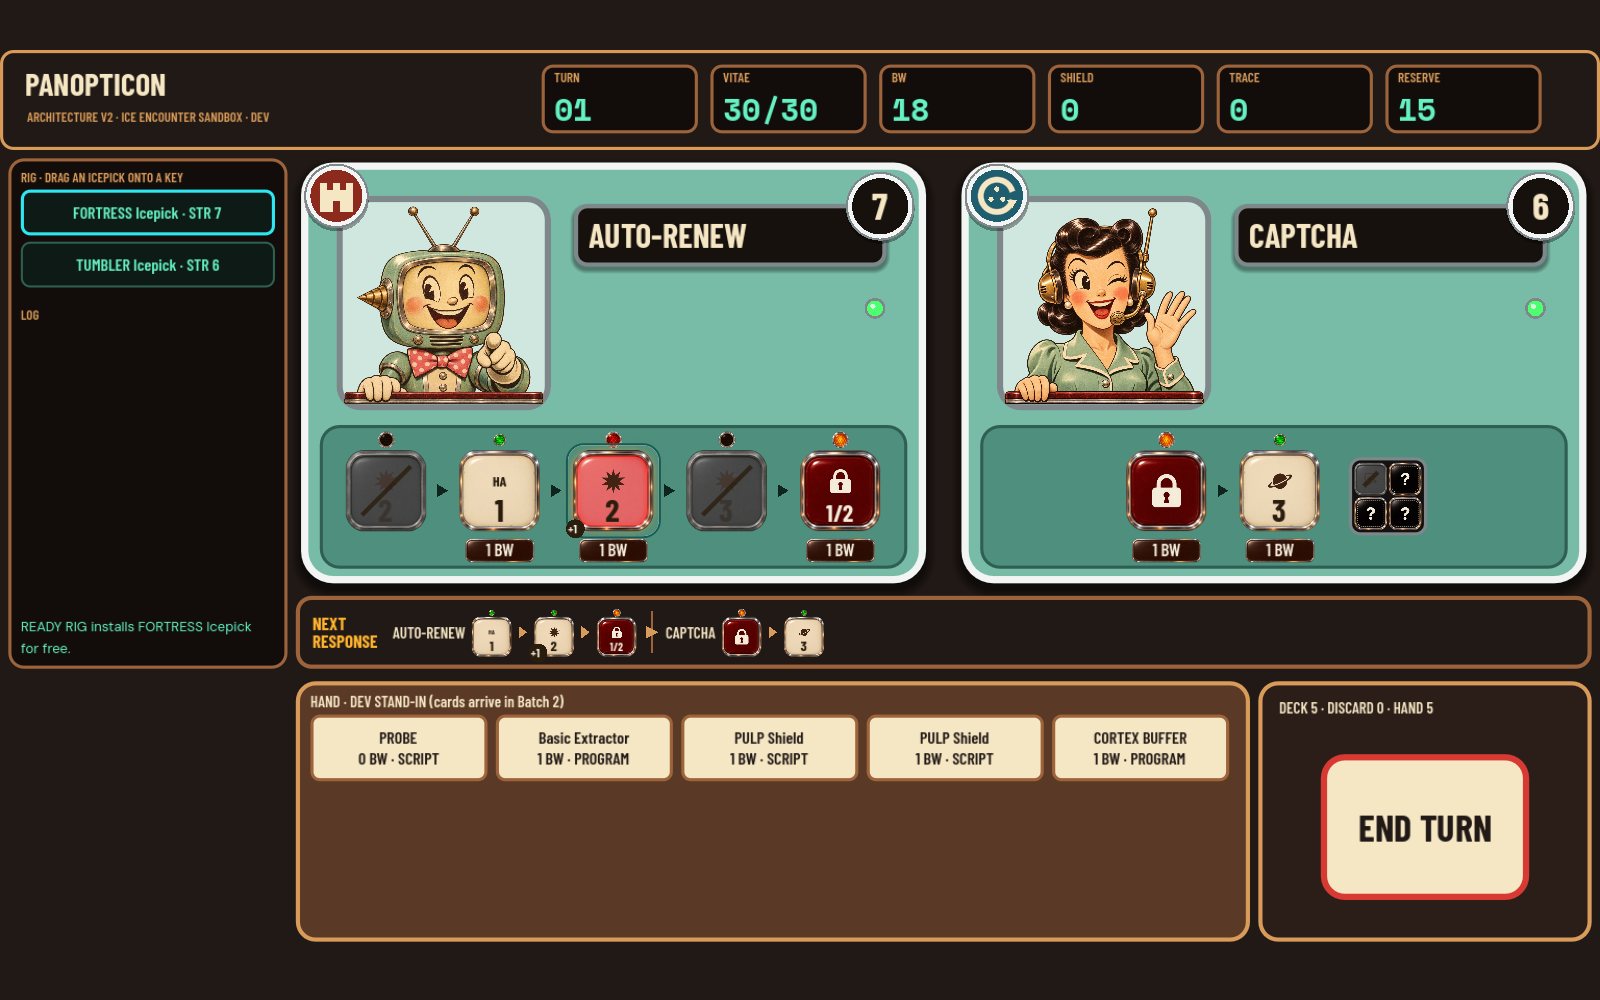 PANOPTICON
ARCHITECTURE V2 · ICE ENCOUNTER SANDBOX · DEV
TURN
01
VITAE
30/30
BW
18
SHIELD
0
TRACE
0
RESERVE
15
RIG · DRAG AN ICEPICK ONTO A KEY
FORTRESS Icepick · STR 7
TUMBLER Icepick · STR 6
LOG
READY RIG installs FORTRESS Icepick
for free.
AUTO-RENEW
7
2
HA
1
2
+1
3
1/2
1 BW
1 BW
1 BW
CAPTCHA
6
3
?
? ?
1 BW
1 BW
NEXT
RESPONSE
AUTO-RENEW
HA
1
2
+1
1/2
CAPTCHA
3
HAND · DEV STAND-IN (cards arrive in Batch 2)
PROBE
0 BW · SCRIPT
Basic Extractor
1 BW · PROGRAM
PULP Shield
1 BW · SCRIPT
PULP Shield
1 BW · SCRIPT
CORTEX BUFFER
1 BW · PROGRAM
DECK 5 · DISCARD 0 · HAND 5
END TURN